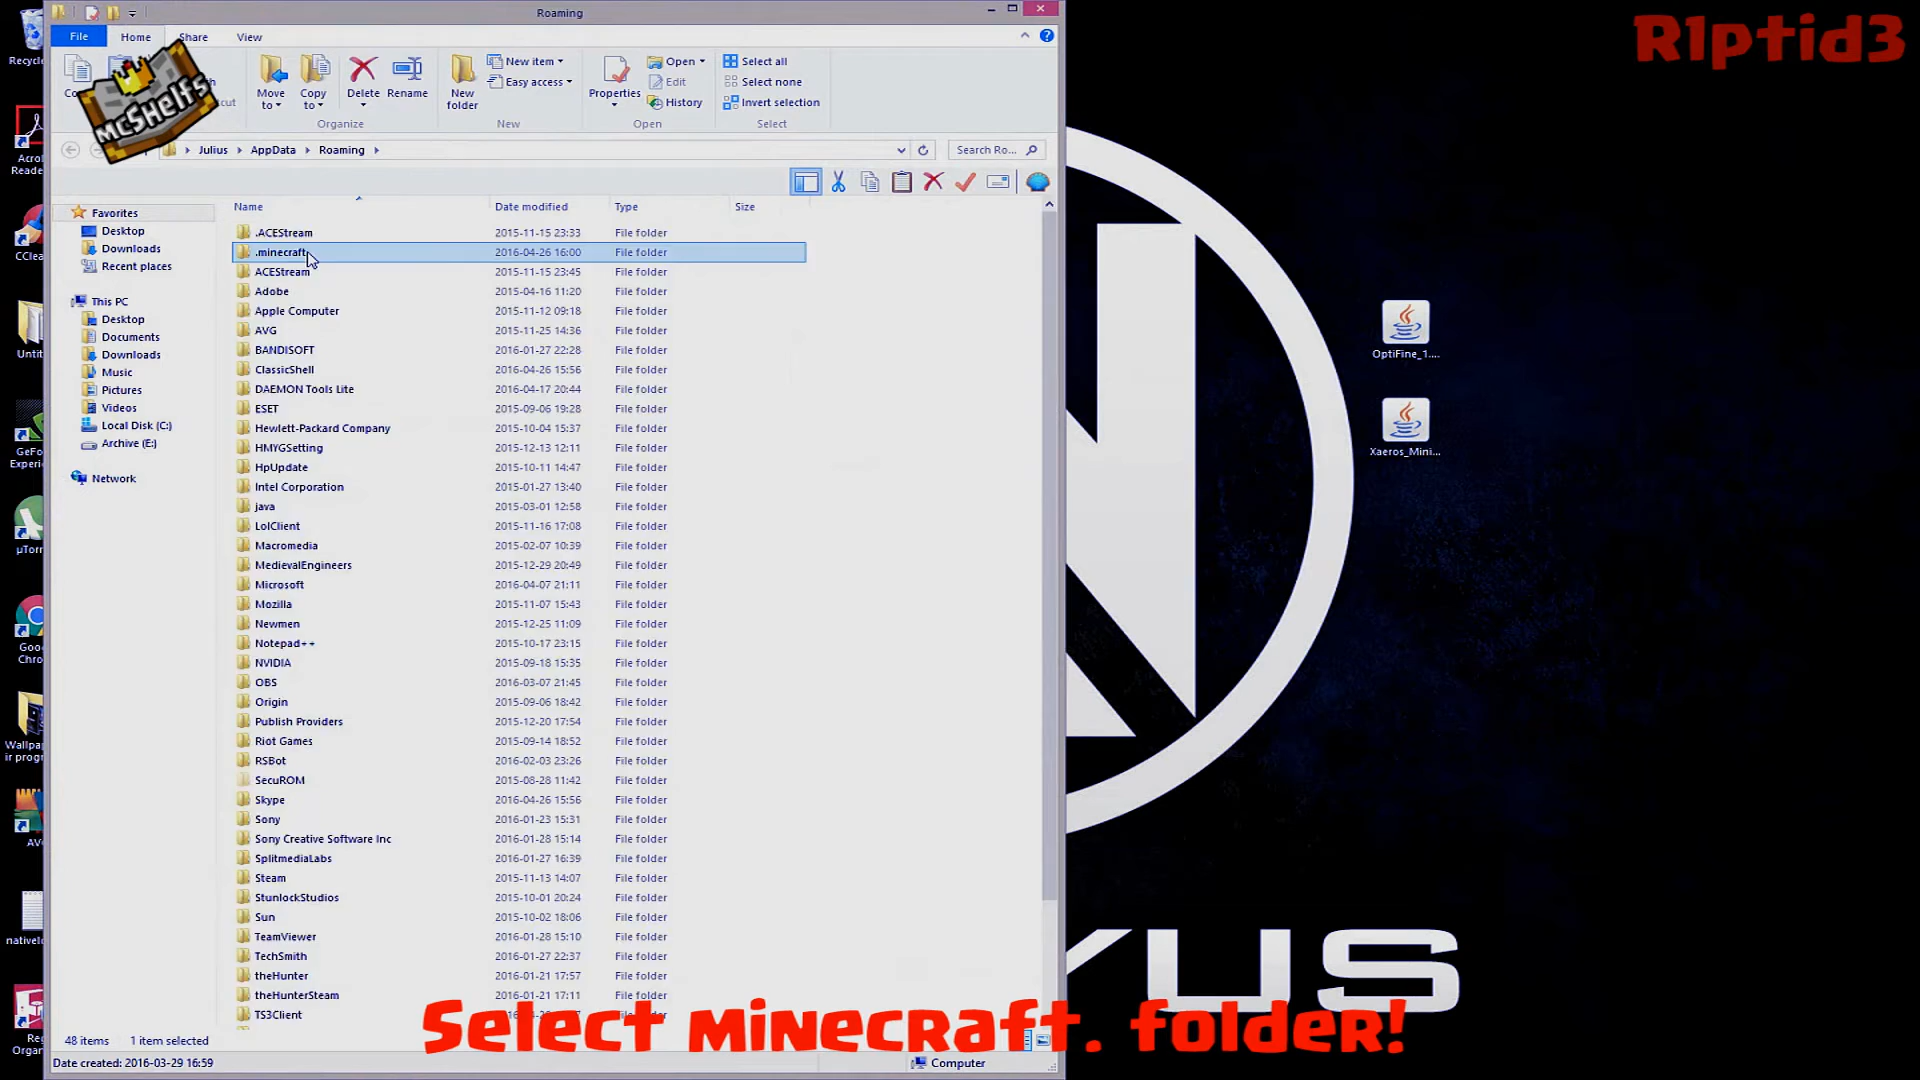 Roaming
R1ptid3
File Home Share View
mcShelfs
Move to
Copy to
Delete
Rename
New folder
New item
Easy access
Properties
Open
Edit
History
Select all
Select none
Invert selection
Organize
New
Open
Select
Julius AppData Roaming
Search Ro...
Name Date modified Type Size
Favorites
Desktop
Downloads
Recent places
This PC
Desktop
Documents
Downloads
Music
Pictures
Videos
Local Disk (C:)
Archive (E:)
Network
.ACEStream 2015-11-15 23:33 File folder
.minecraft 2016-04-26 16:00 File folder
ACEStream 2015-11-15 23:45 File folder
Adobe 2015-04-16 11:20 File folder
Apple Computer 2015-11-12 09:18 File folder
AVG 2015-11-25 14:36 File folder
BANDISOFT 2016-01-27 22:28 File folder
ClassicShell 2016-04-26 15:56 File folder
DAEMON Tools Lite 2016-04-17 20:44 File folder
ESET 2015-09-06 19:28 File folder
Hewlett-Packard Company 2015-10-04 15:37 File folder
HMYGSetting 2015-12-13 12:11 File folder
HpUpdate 2015-10-11 14:47 File folder
Intel Corporation 2015-01-27 13:40 File folder
java 2015-03-01 12:58 File folder
LolClient 2015-11-16 17:08 File folder
Macromedia 2015-02-07 10:39 File folder
MedievalEngineers 2015-12-29 20:49 File folder
Microsoft 2016-04-07 21:11 File folder
Mozilla 2015-11-07 15:43 File folder
Newmen 2015-12-25 11:09 File folder
Notepad++ 2015-10-17 23:15 File folder
NVIDIA 2015-09-18 15:35 File folder
OBS 2016-03-07 21:45 File folder
Origin 2015-09-06 18:42 File folder
Publish Providers 2015-12-20 17:54 File folder
Riot Games 2015-09-14 18:52 File folder
RSBot 2016-02-03 23:26 File folder
SecuROM 2015-08-28 11:42 File folder
Skype 2016-04-26 15:56 File folder
Sony 2016-01-23 15:31 File folder
Sony Creative Software Inc 2016-01-28 15:14 File folder
SplitmediaLabs 2016-01-27 16:39 File folder
Steam 2015-11-13 14:07 File folder
StunlockStudios 2015-10-01 20:24 File folder
Sun 2015-10-02 18:06 File folder
TeamViewer 2016-01-28 15:10 File folder
TechSmith 2016-01-27 22:37 File folder
theHunter 2016-01-21 17:57 File folder
theHunterSteam 2016-01-21 17:11 File folder
TS3Client File folder
Select minecraft. folder!
48 items 1 item selected
Date created: 2016-03-29 16:59
Computer
OptiFine_1....
Xaeros_Mini...
XUS
Recycle
Acro
Reade
CClea
Untit
GeFo
Experie
µTorr
Goo
Chro
Wallpap
ir progr
AV
nativelo
Reg
Organ